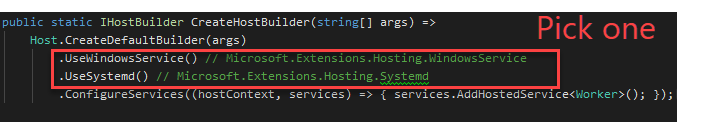 public static IHostBuilder CreateHostBuilder(string[] args) =>
Pick one
Host.CreateDefaultBuilder(args)
.UseWindowsService() // Microsoft.Extensions.Hosting.WindowsService
.UseSystemd() // Microsoft.Extensions.Hosting.Systemd
.ConfigureServices((hostContext, services) => { services.AddHostedService<Worker>(); });